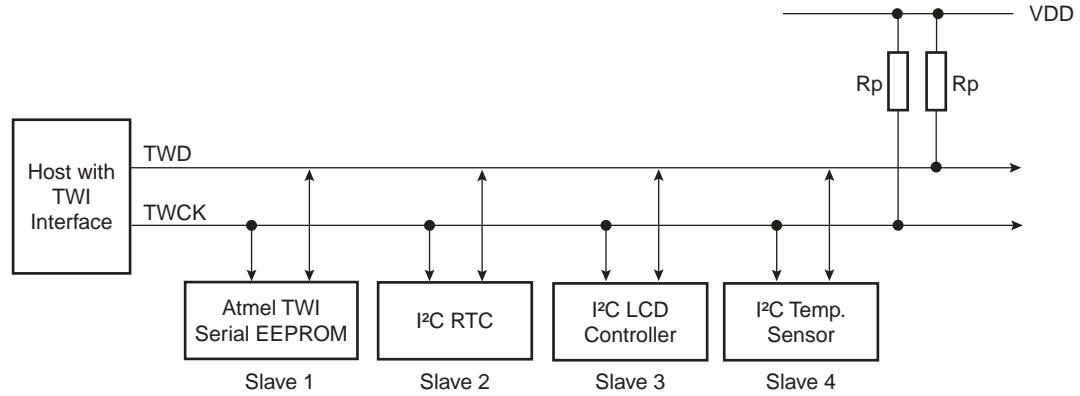 VDD
Rp
Rp
Host with
TWI
Interface
TWD
TWCK
Atmel TWI
Serial EEPROM
I²C RTC
I²C LCD
Controller
I²C Temp.
Sensor
Slave 1
Slave 2
Slave 3
Slave 4